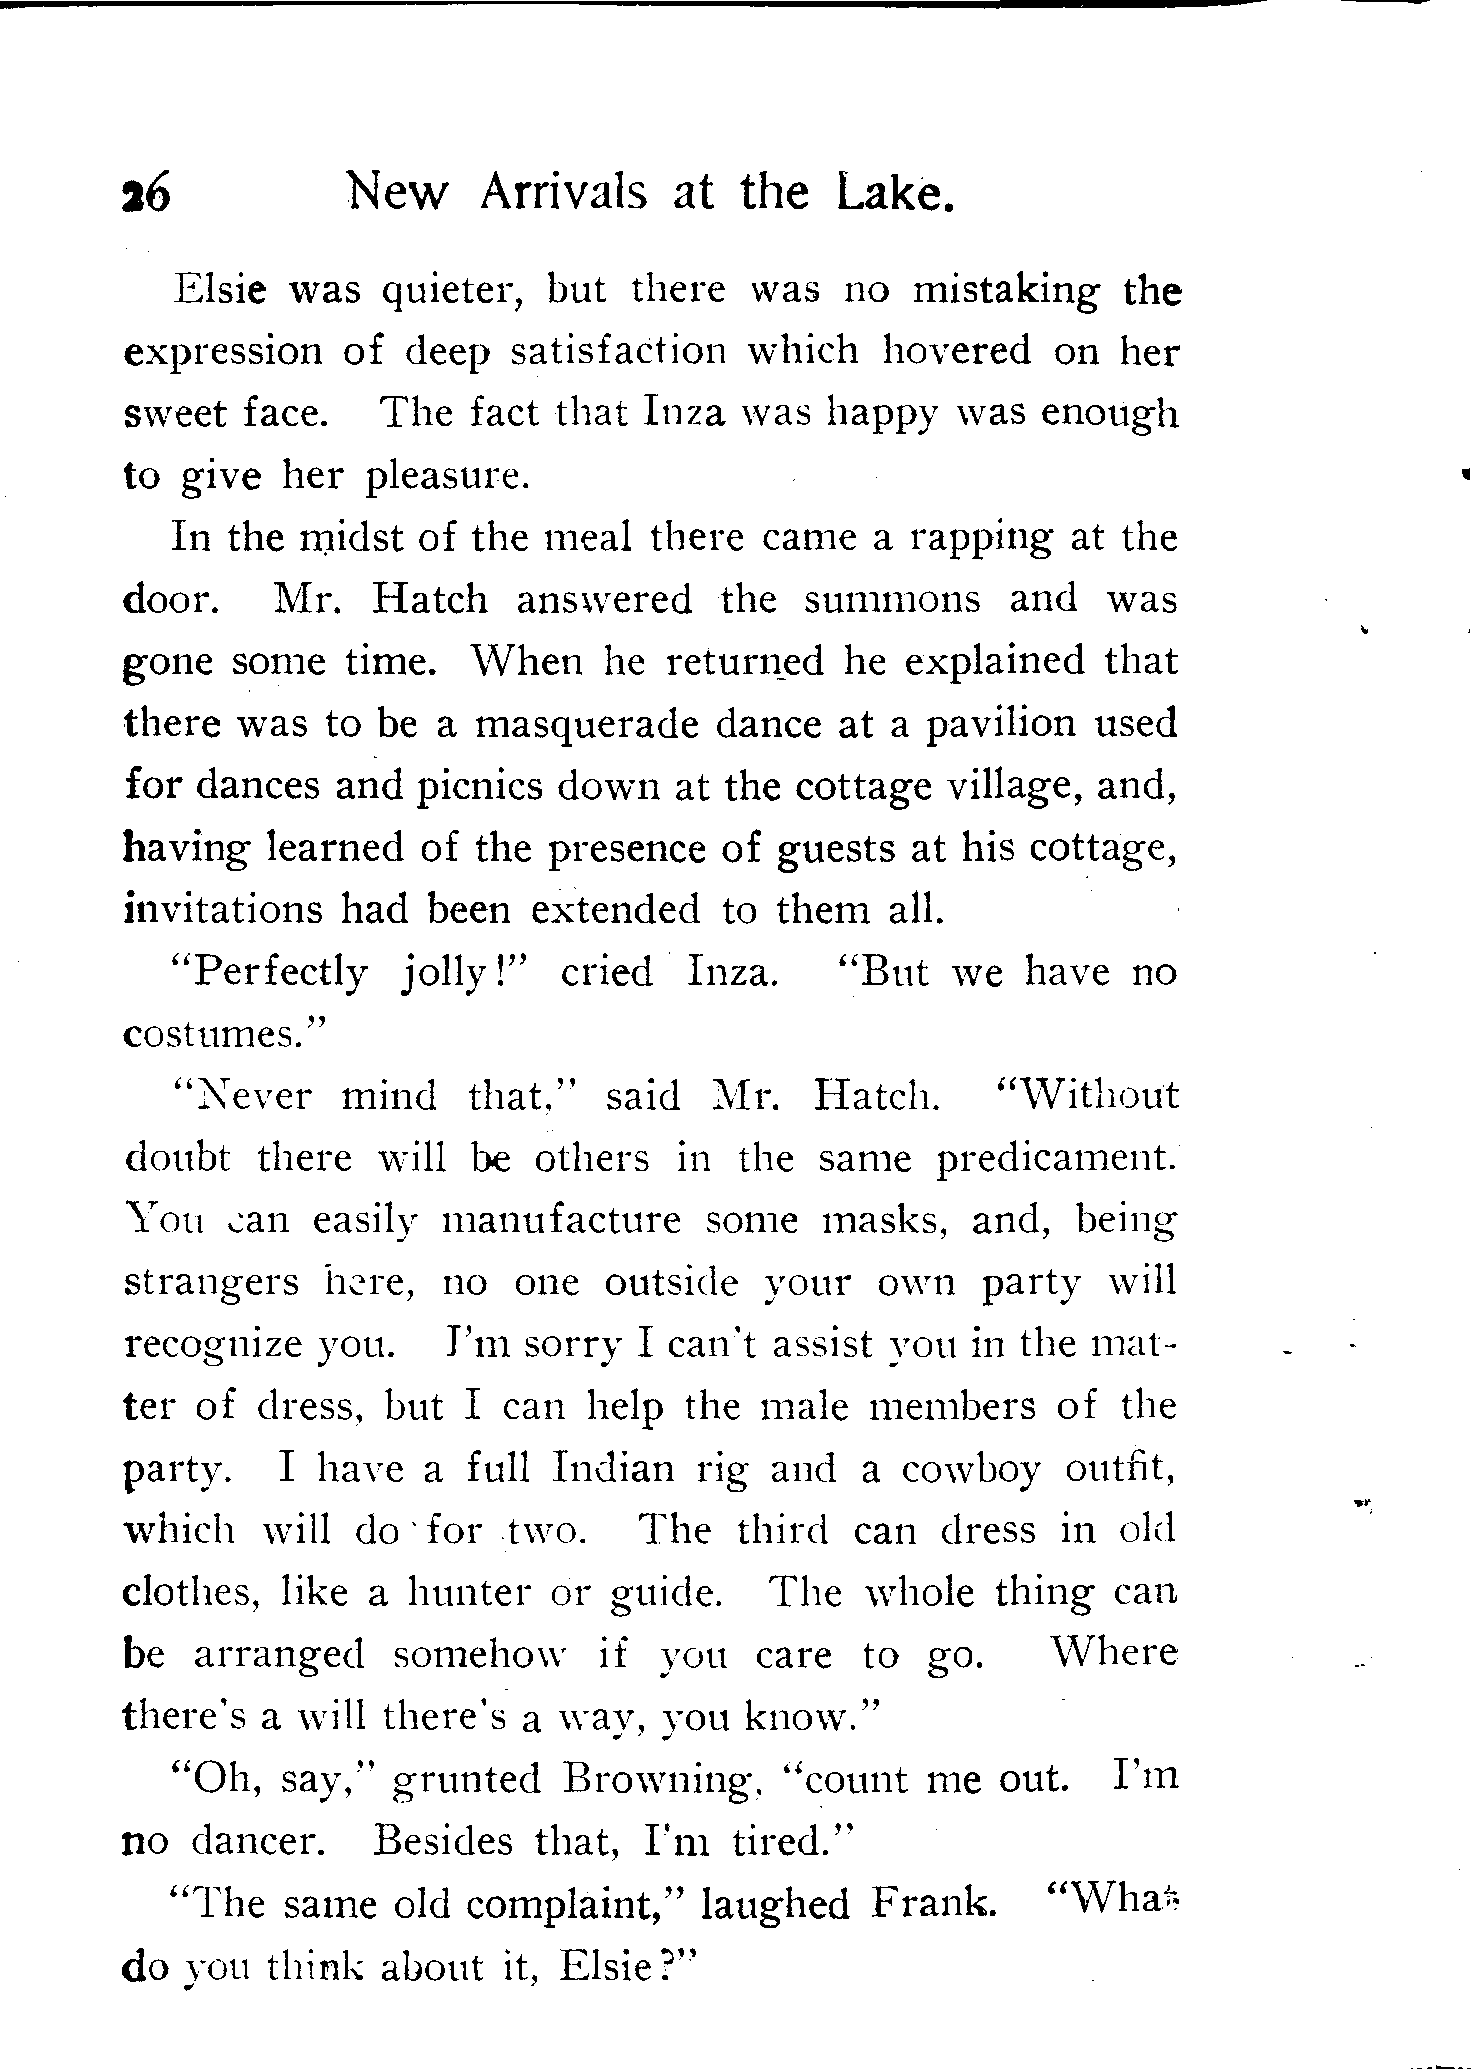 26 New Arrivals at the Lake.
Elsie was quieter, but there was no mistaking the
expression of deep satisfaction which hovered on her
sweet face. The fact that Inza was happy was enough
to give her pleasure.
In the midst of the meal there came a rapping at the
door. Mr. Hatch answered the summons and was
gone some time. When he returned he explained that
there was to be a masquerade dance at a pavilion used
for dances and picnics down at the cottage village, and,
having learned of the presence of guests at his cottage,
invitations had been extended to them all.
“Perfectly jolly!” cried Inza. “But we have no
costumes.”
“Never mind that,” said Mr. Hatch. “Without
doubt there will be others in the same predicament.
You can easily manufacture some masks, and, being
strangers here, no one outside your own party will
recognize you. I’m sorry I can’t assist you in the mat-
ter of dress, but I can help the male members of the
party. I have a full Indian rig and a cowboy outfit,
which will do for two. The third can dress in old
clothes, like a hunter or guide. The whole thing can
be arranged somehow if you care to go. Where
there’s a will there’s a way, you know.”
“Oh, say,” grunted Browning, “count me out. I’m
no dancer. Besides that, I’m tired.”
“The same old complaint,” laughed Frank. “What
do you think about it, Elsie?”